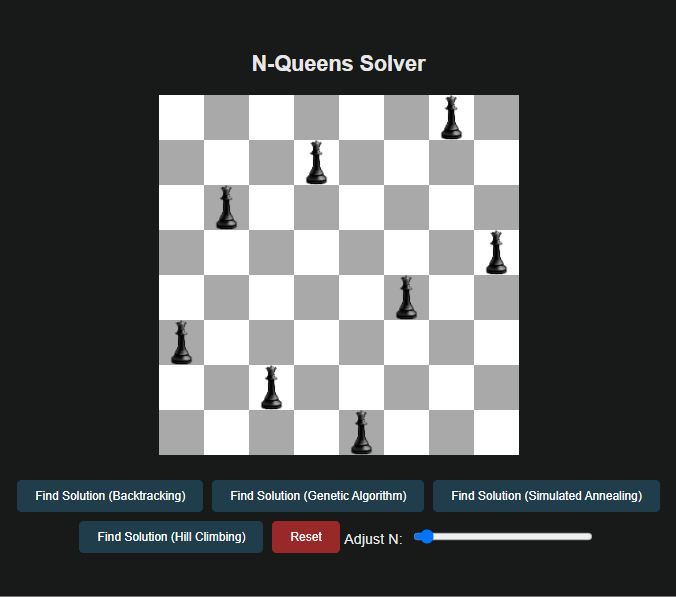 N-Queens Solver
Find Solution (Backtracking) Find Solution (Genetic Algorithm) Find Solution (Simulated Annealing)
Find Solution (Hill Climbing) Reset Adjust N: